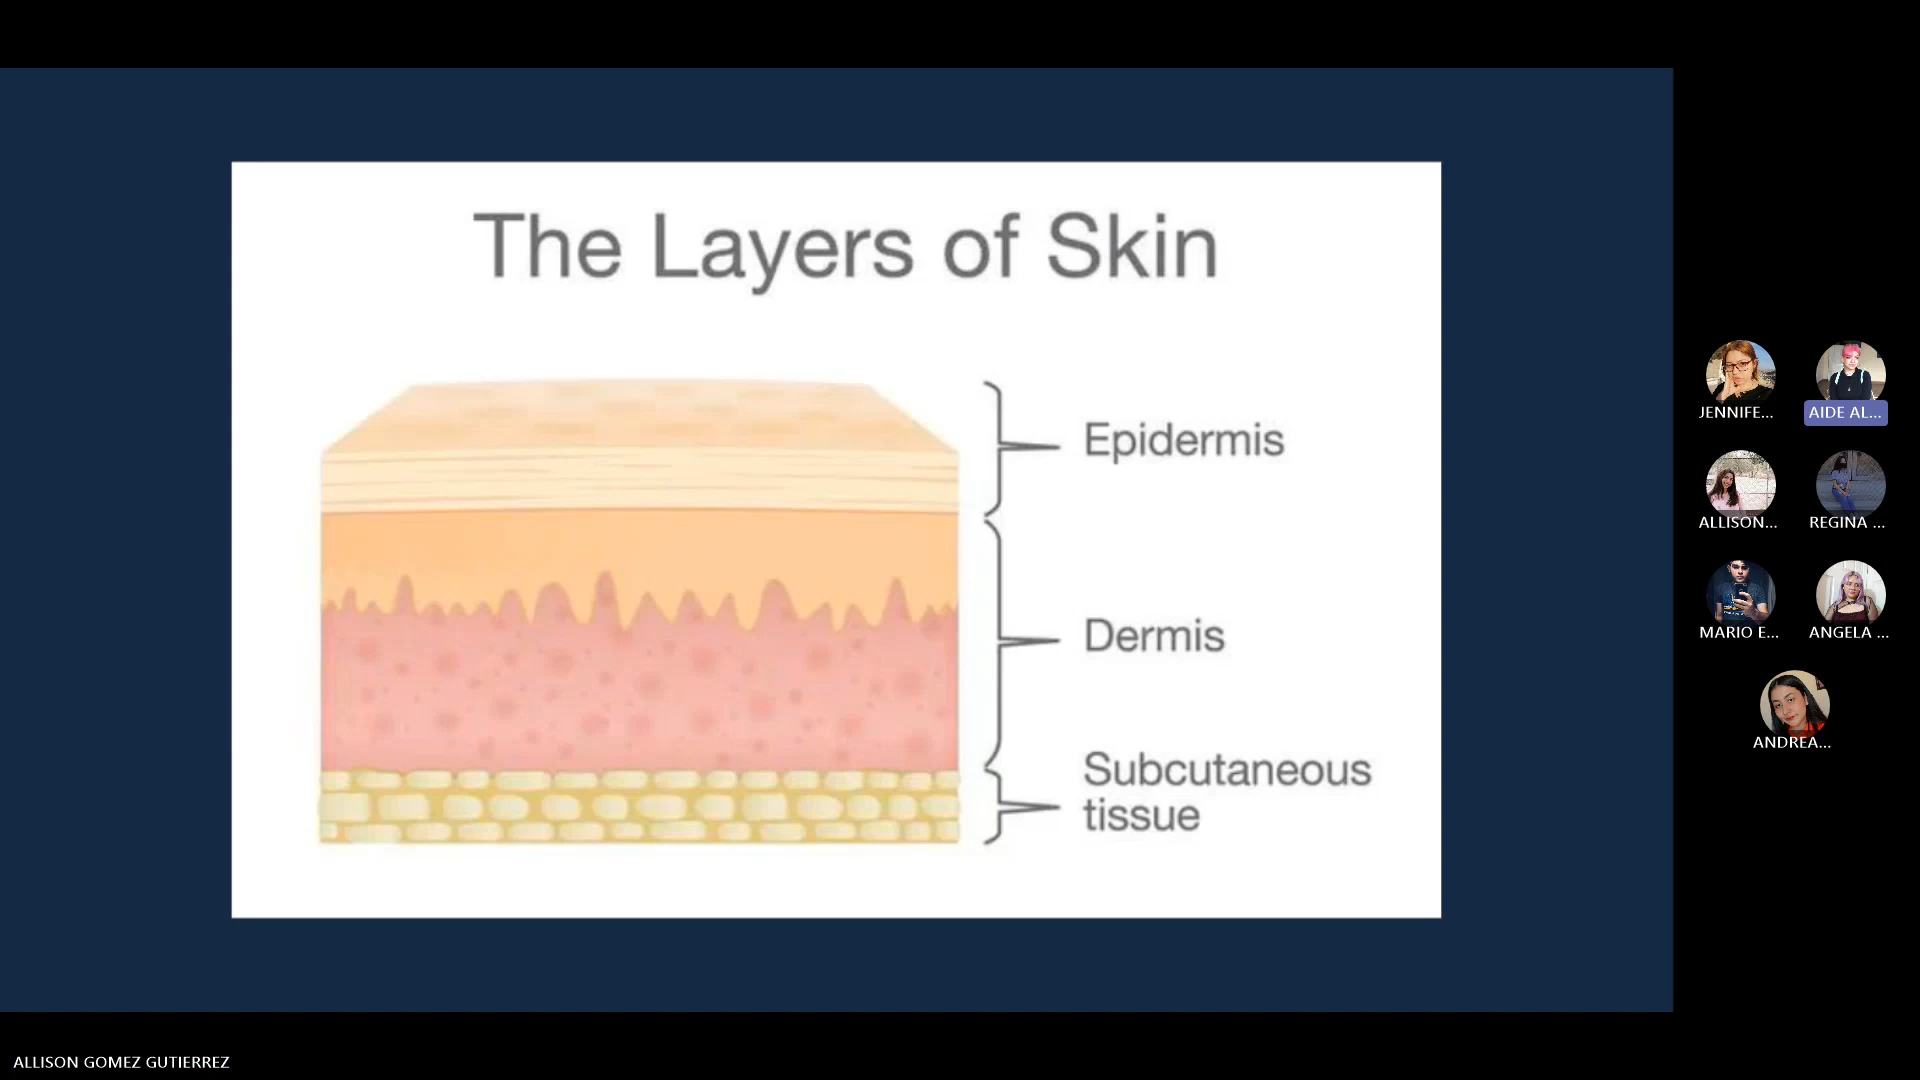 The Layers of Skin
Epidermis
Dermis
Subcutaneous
tissue
JENNIFE...
AIDE AL...
ALLISON...
REGINA ...
MARIO E...
ANGELA ...
ANDREA...
ALLISON GOMEZ GUTIERREZ